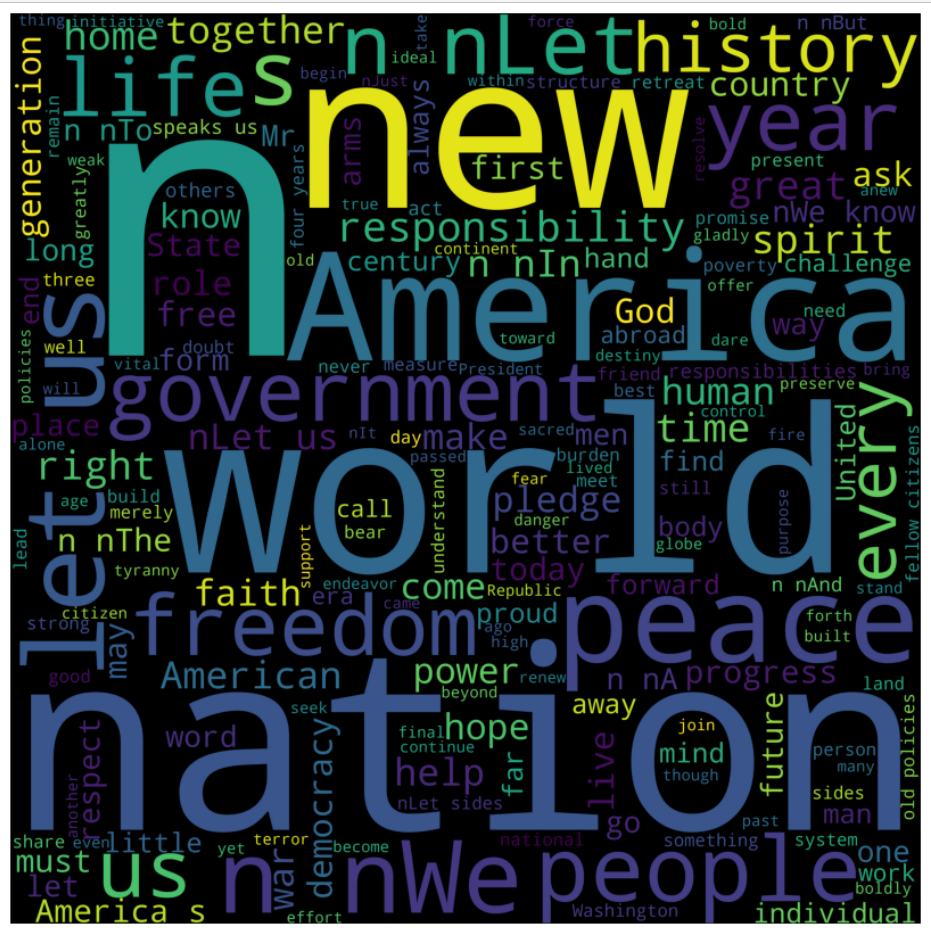 thing initiative
home
together
n nLet
history
force
bold
n nBut
take
ideal
generation
remain
life
s
begin
nJust
within
structure
retreat
country
n nTo
speaks us
Mr
arms
always
new
year
resolve
n
weak
greatly
others
know
State
four years
first
present
great
ask
anew
true
act
promise
nWe know
long
responsibility
gladly
spirit
continent
three
end
role
old
century
n nIn
hand
poverty
challenge
offer
us
free
America
God
abroad
way
need
well
doubt
toward
destiny
dare
policies
vital
form
never
measure
President
friend
responsibilities
bring
will
government
best
human
preserve
place
control
alone
nLet us
nIt
day
make
sacred
men
time
fire
every
United
right
world
passed
burden
find
lived
meet
still
fear
age
build
call
pledge
merely
bear
understand
danger
body
purpose
fellow citizens
lead
let
n nThe
better
globe
tyranny
support
today
forward
n nAnd
faith
era
endeavor
come
Republic
stand
citizen
freedom
came
proud
peace
forth
strong
may
ago
built
high
good
American
power
renew
n nA
progress
beyond
land
nation
seek
away
future
old policies
respect
another
word
democracy
final
continue
hope
far
live
join
mind
person
many
help
though
nLet sides
sides
man
go
past
share
even
little
terror
yet
war
become
national
something
system
one
must
us
n nWe
people
work
let
boldly
America s
effort
Washington
individual